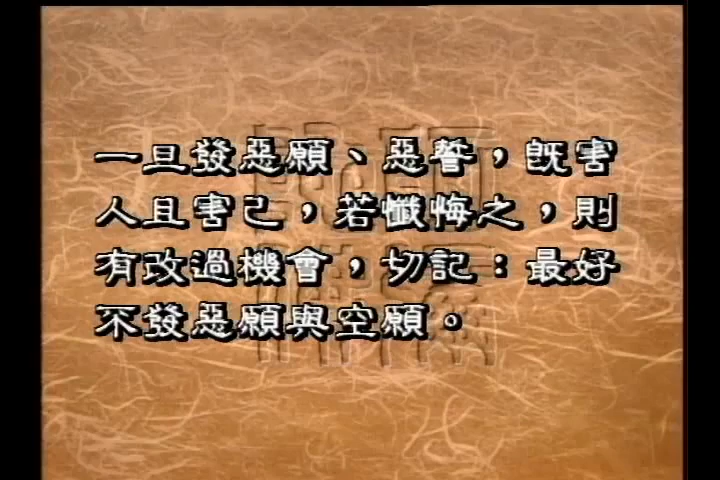 一旦發惡願、惡誓，既害
人且害己，若懺悔之，則
有改過機會，切記：最好
不發惡願與空願。